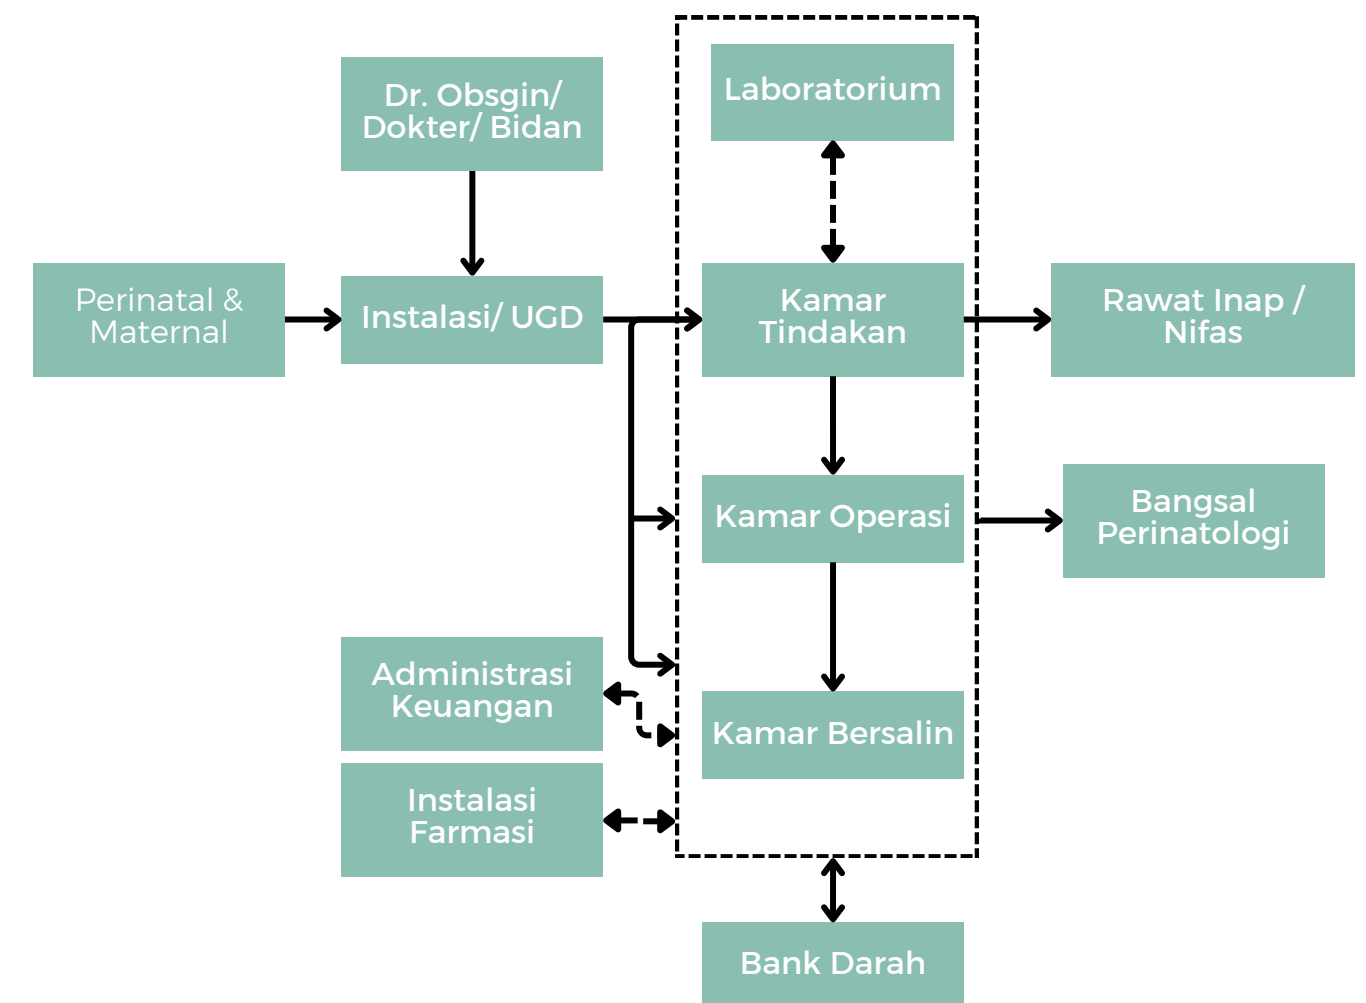 Laboratorium
Dr. Obsgin/
Dokter/ Bidan
Perinatal &
Maternal
Instalasi/ UGD
Kamar
Tindakan
Rawat Inap /
Nifas
Kamar Operasi
Bangsal
Perinatologi
Administrasi
Keuangan
Kamar Bersalin
Instalasi
Farmasi
Bank Darah